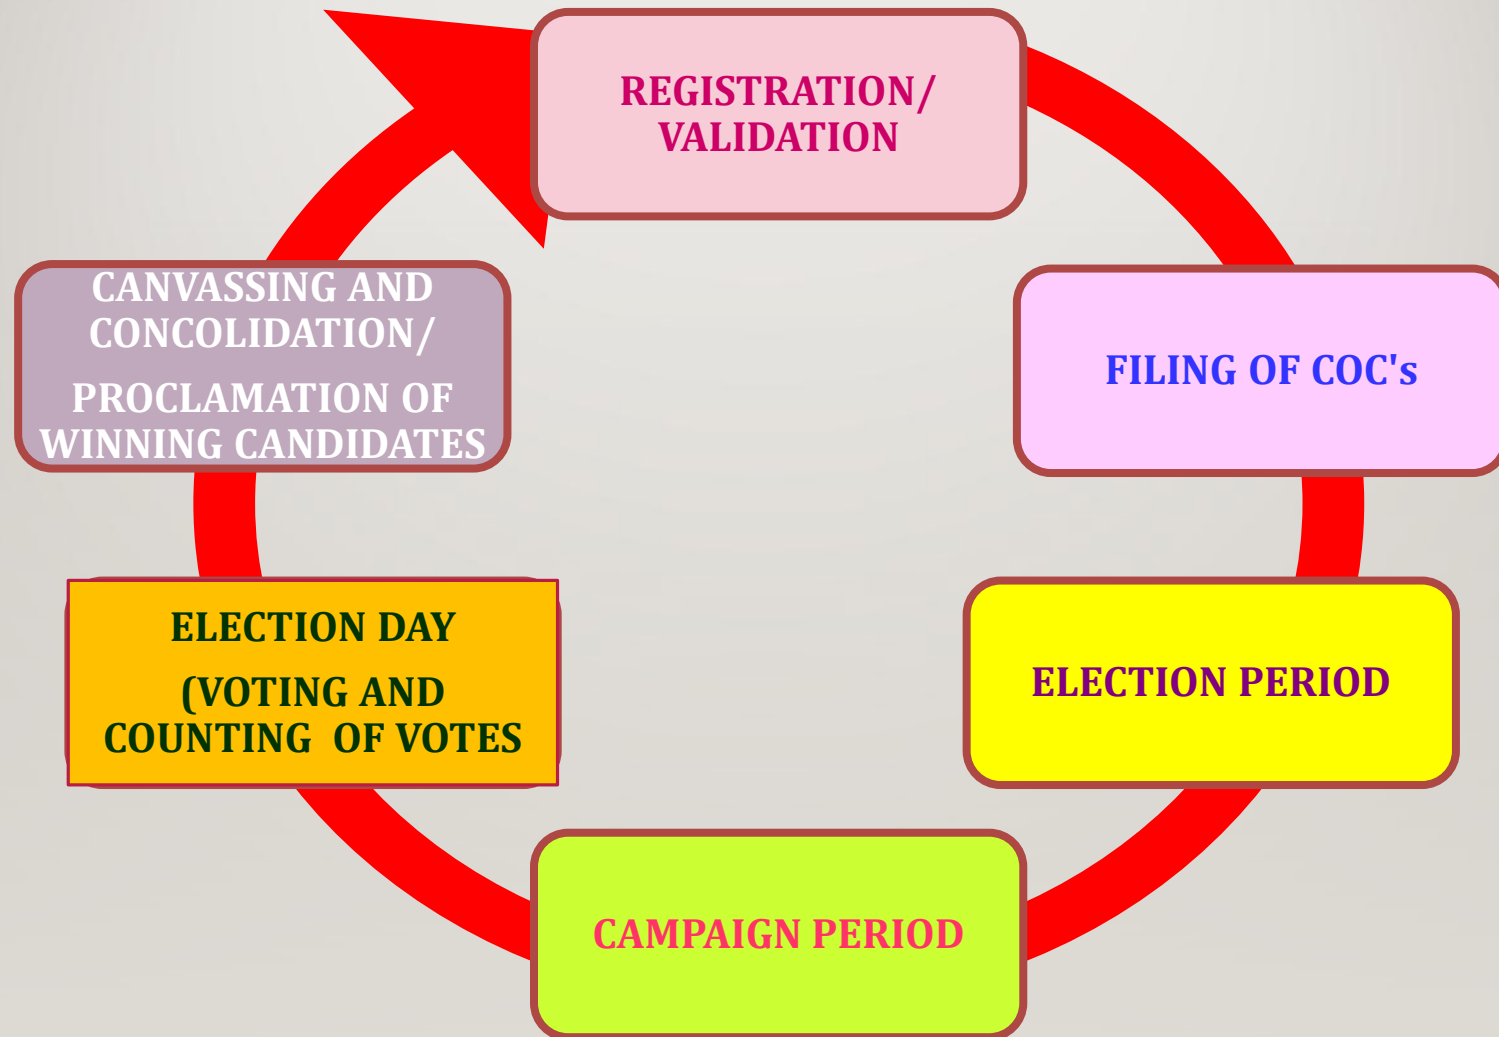 REGISTRATION/
VALIDATION
FILING OF COC's
ELECTION PERIOD
CAMPAIGN PERIOD
ELECTION DAY
(VOTING AND
COUNTING  OF VOTES
CANVASSING AND
CONCOLIDATION/
PROCLAMATION OF
WINNING CANDIDATES